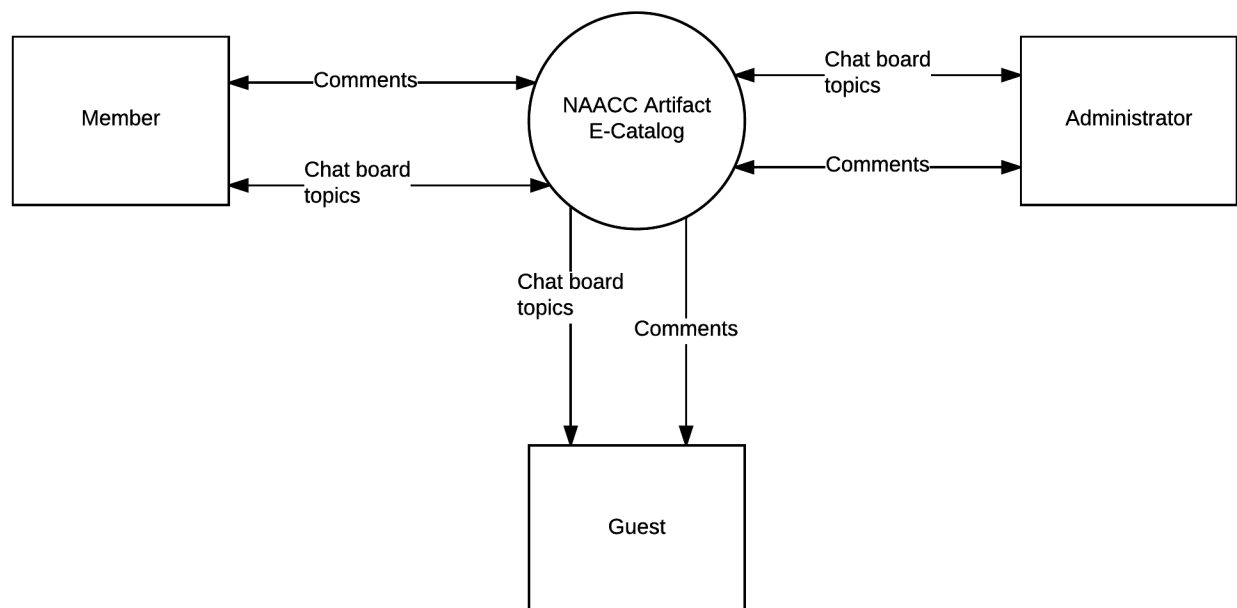 Member
Comments
Chat board
topics
NAACC Artifact
E-Catalog
Chat board
topics
Comments
Administrator
Chat board
topics
Comments
Guest